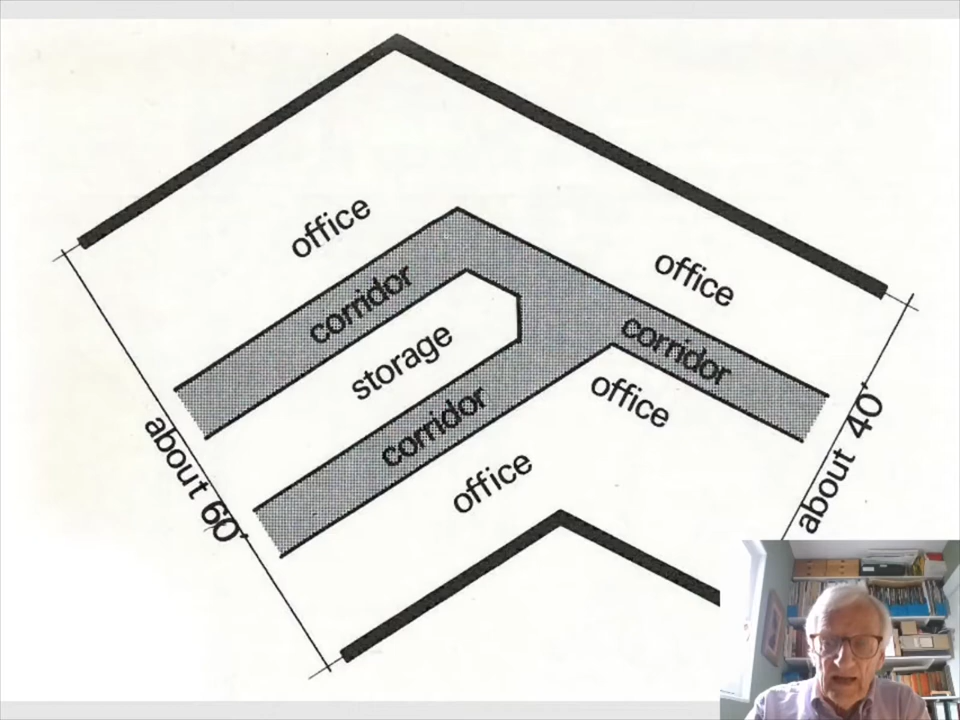 office
office
corridor
corridor
storage
office
corridor
office
about 60'
about 40'